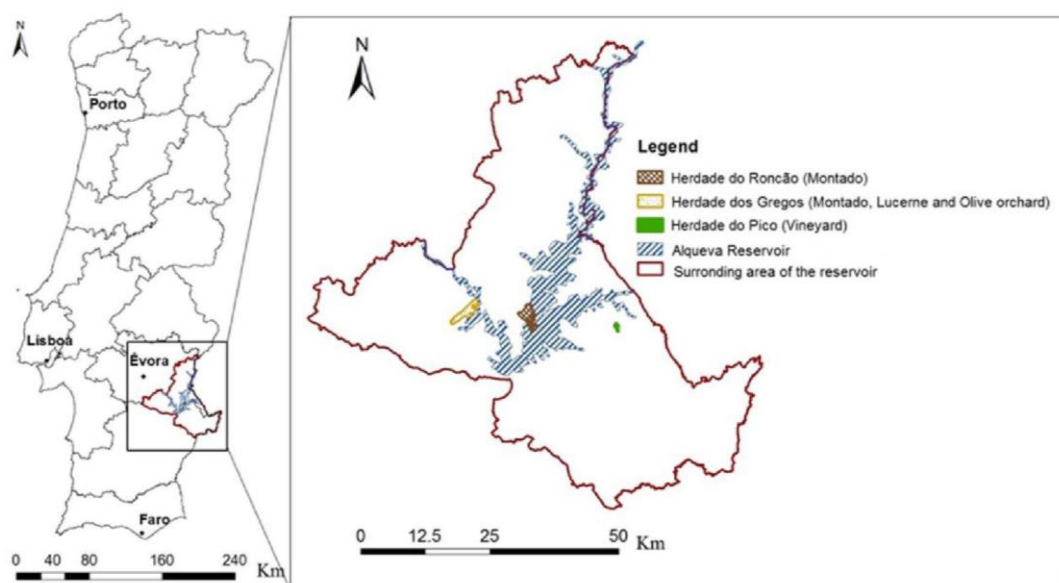 N
Porto
Lisboa
Évora
Faro
0 40 80 160 240 Km
N
Legend
Herdade do Roncão (Montado)
Herdade dos Gregos (Montado, Lucerne and Olive orchard)
Herdade do Pico (Vineyard)
Alqueva Reservoir
Surronding area of the reservoir
0 12.5 25 50
Km